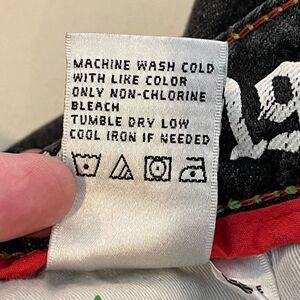 MACHINE WASH COLD
WITH LIKE COLOR
ONLY NON-CHLORINE
BLEACH
TUMBLE DRY LOW
COOL IRON IF NEEDED